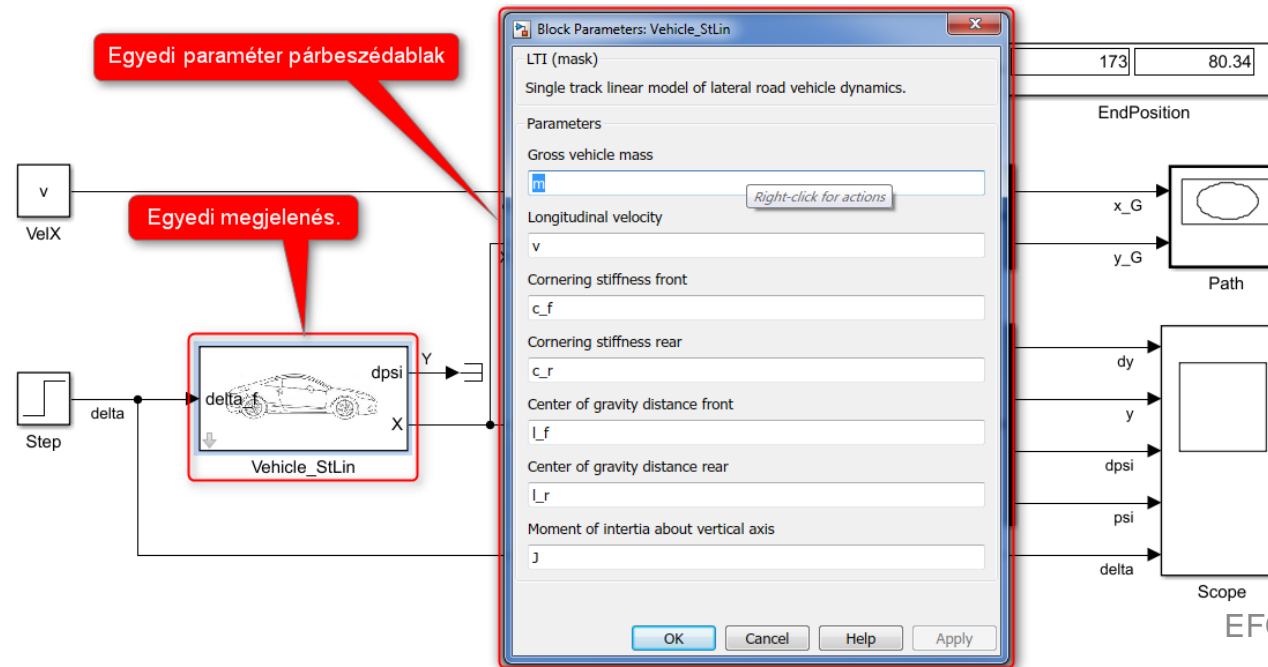 Egyedi paraméter párbeszédablak
Egyedi megjelenés.
v
VelX
Step
delta
delta_f
dpsi
X
Y
Vehicle_StLin
Block Parameters: Vehicle_StLin
LTI (mask)
Single track linear model of lateral road vehicle dynamics.
Parameters
Gross vehicle mass
m
Right-click for actions
Longitudinal velocity
v
Cornering stiffness front
c_f
Cornering stiffness rear
c_r
Center of gravity distance front
l_f
Center of gravity distance rear
l_r
Moment of intertia about vertical axis
J
OK Cancel Help Apply
173 80.34
EndPosition
x_G
y_G
Path
dy
y
dpsi
psi
delta
Scope